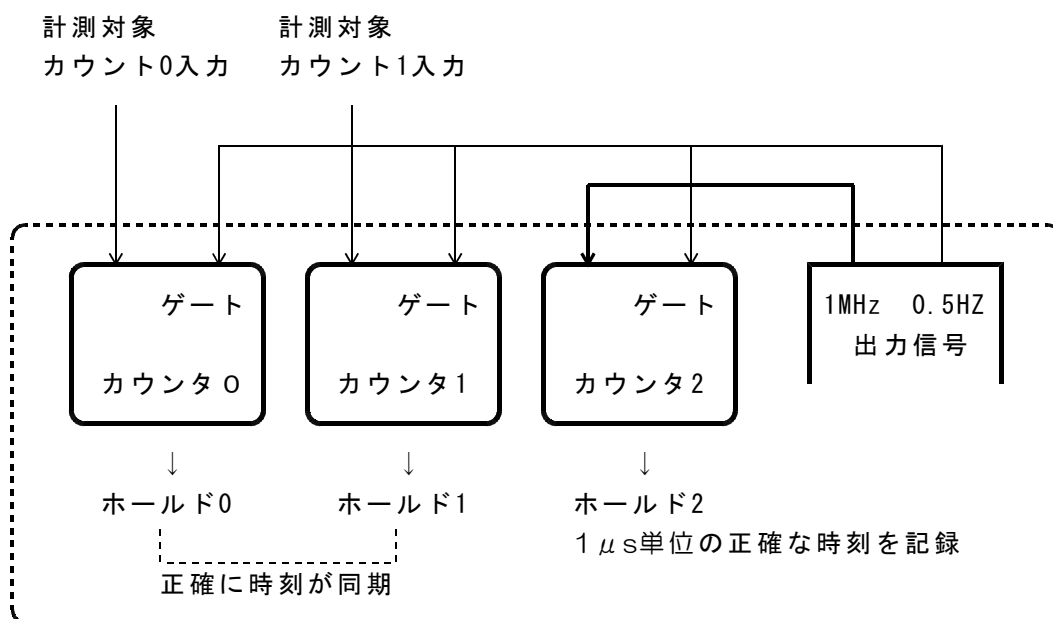 計測対象
カウント0入力
計測対象
カウント1入力
ゲート
カウンタ０
ゲート
カウンタ1
ゲート
カウンタ2
1MHz 0.5HZ
出力信号
↓
↓
↓
ホールド0
ホールド1
ホールド2
１μs単位の正確な時刻を記録
正確に時刻が同期